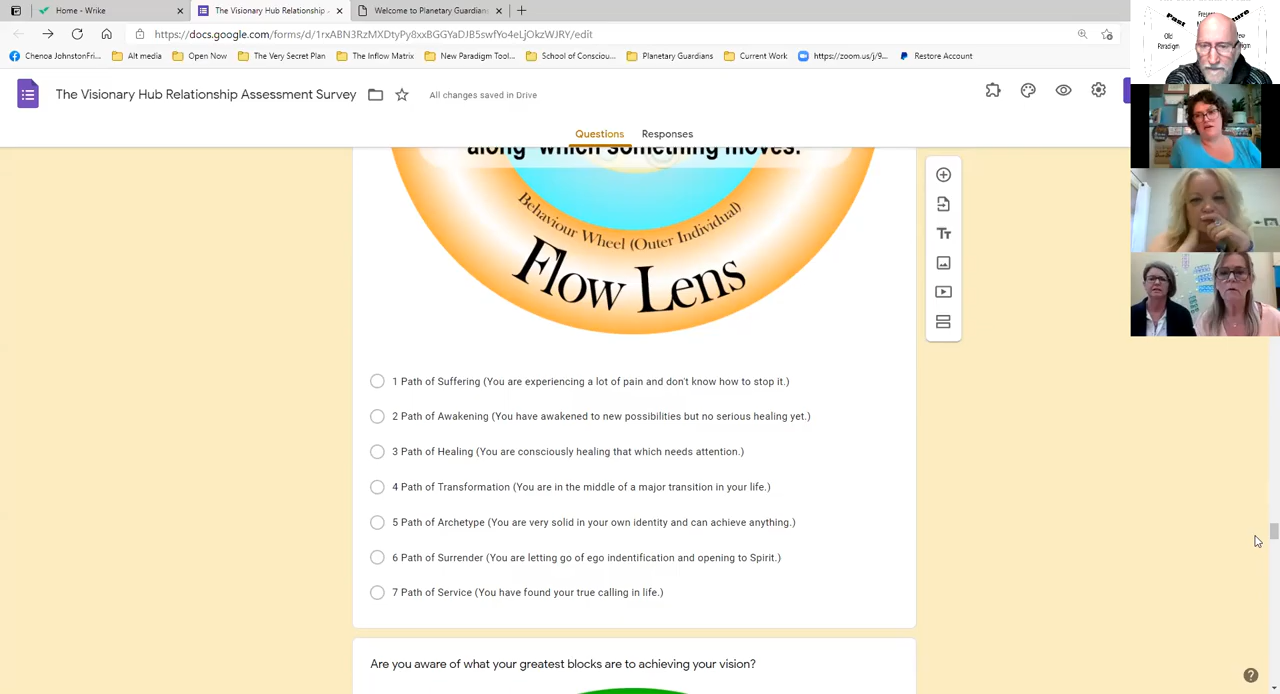 Home - Wrike
The Visionary Hub Relationship
Welcome to Planetary Guardian
https://docs.google.com/forms/d/1rxABN3RzMXDtyPy8xxBGGYaDJB5swfYo4eLjOkzWJRY/edit
Chenoa JohnstonFri... Alt media Open Now The Very Secret Plan The Inflow Matrix New Paradigm Tool... School of Consciou... Planetary Guardians Current Work https://zoom.us/j/9... Restore Account
Past Present
Old
Paradigm
The Visionary Hub Relationship Assessment Survey
All changes saved in Drive
Questions Responses
along which something moves.
Behaviour Wheel (Outer Individual)
Flow Lens
Tт
1 Path of Suffering (You are experiencing a lot of pain and don't know how to stop it.)
2 Path of Awakening (You have awakened to new possibilities but no serious healing yet.)
3 Path of Healing (You are consciously healing that which needs attention.)
4 Path of Transformation (You are in the middle of a major transition in your life.)
5 Path of Archetype (You are very solid in your own identity and can achieve anything.)
6 Path of Surrender (You are letting go of ego indentification and opening to Spirit.)
7 Path of Service (You have found your true calling in life.)
Are you aware of what your greatest blocks are to achieving your vision?